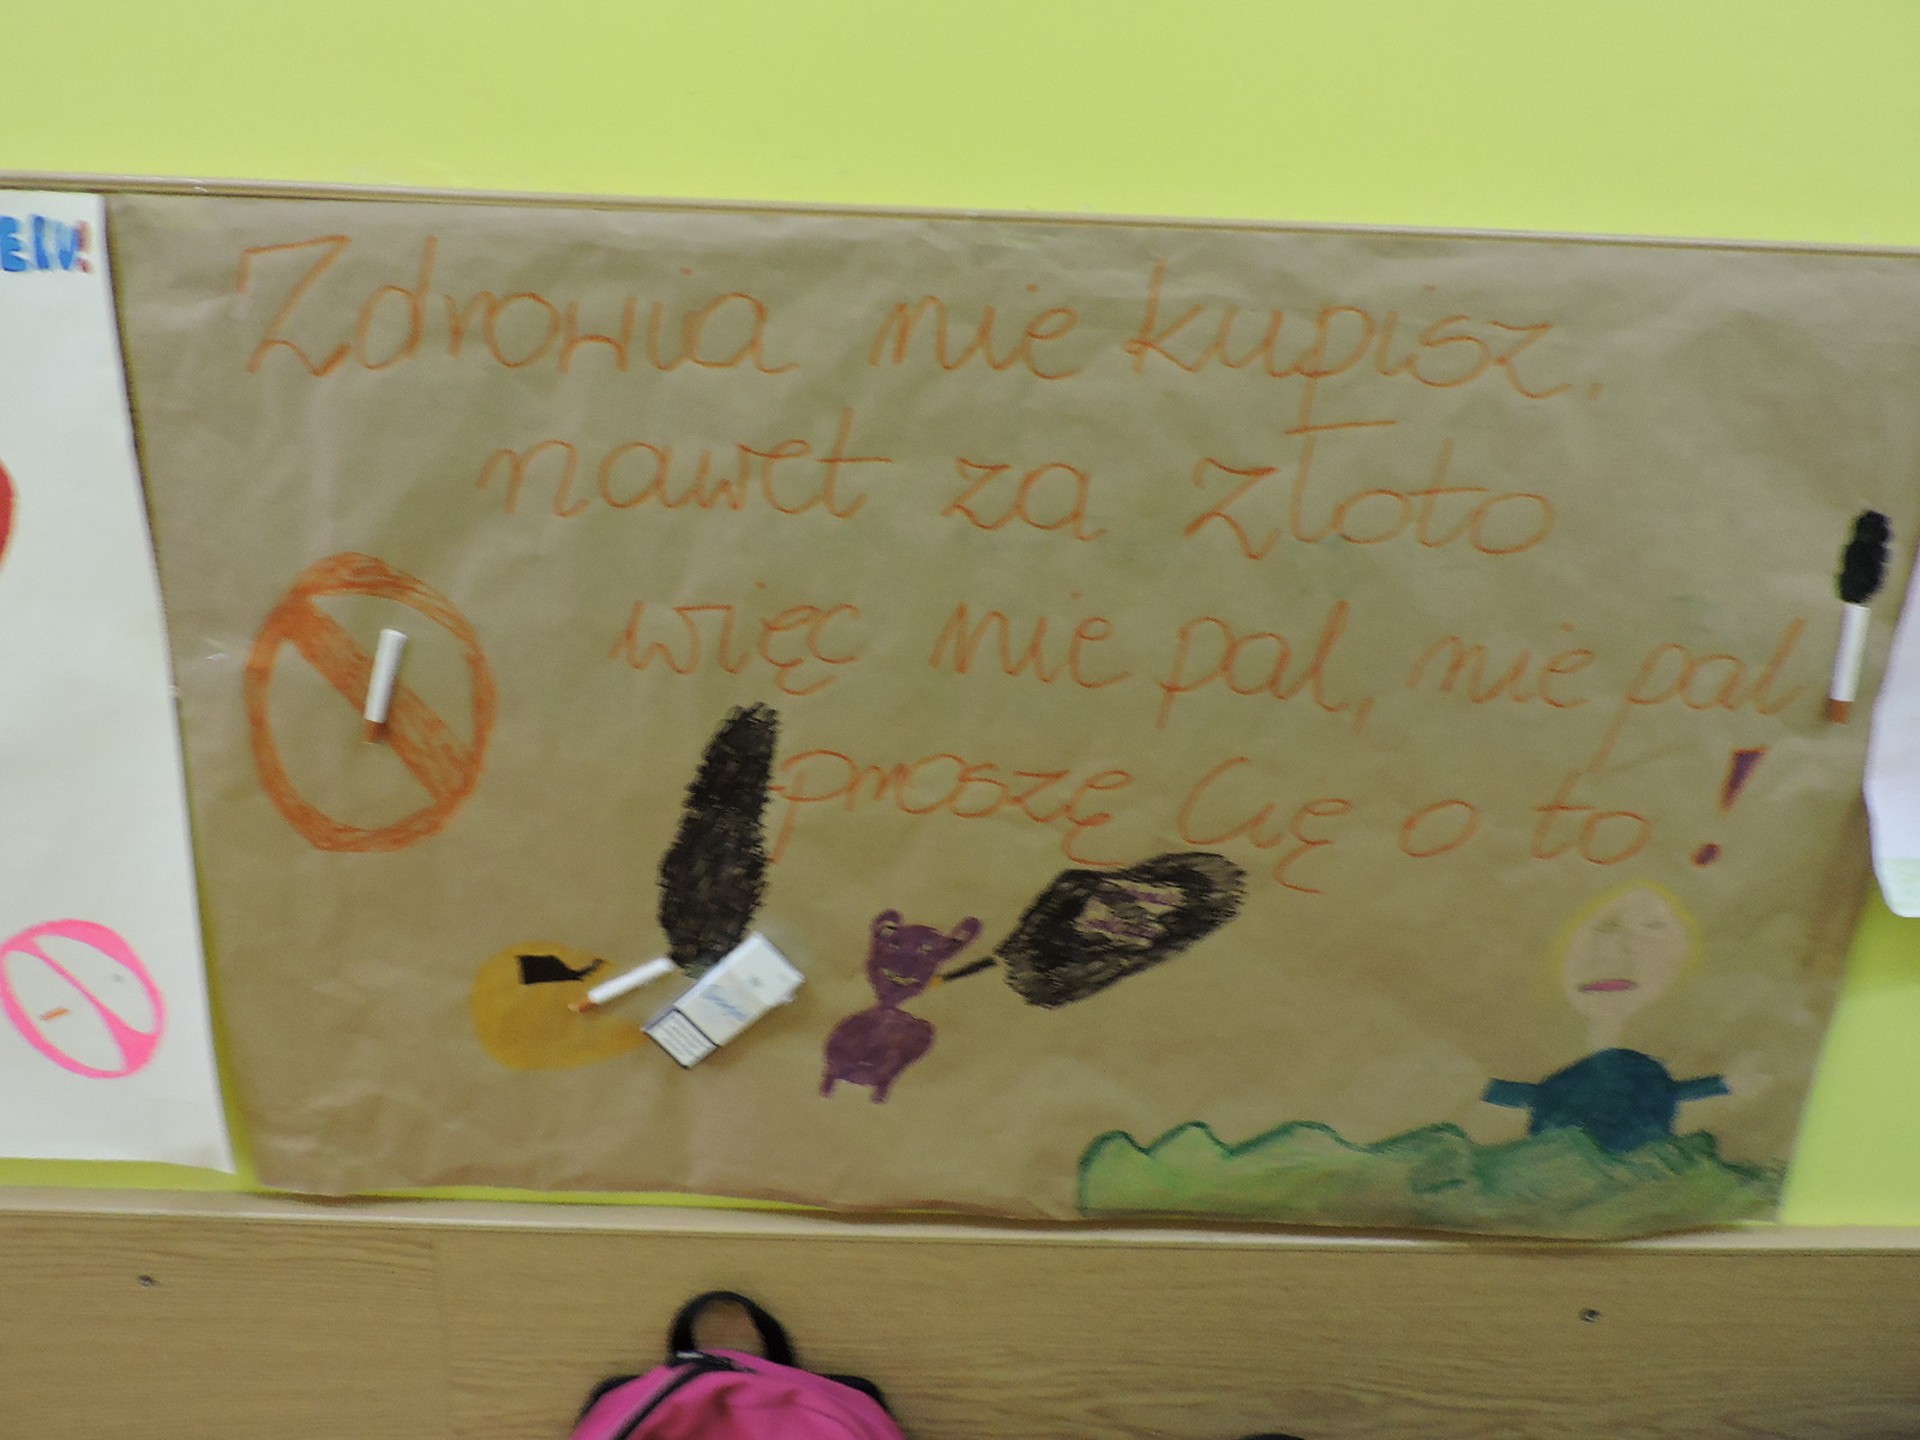 Zdrowia nie kupisz.
nawet za złoto
więc nie pal, nie pal
proszę Cię o to!